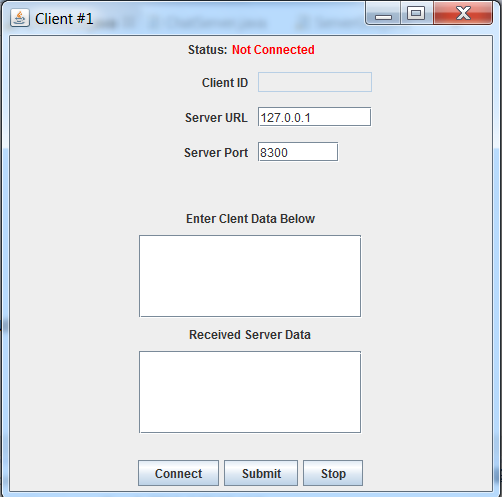 Client #1
Status: Not Connected
Client ID
Server URL 127.0.0.1
Server Port 8300
Enter Clent Data Below
Received Server Data
Connect Submit Stop